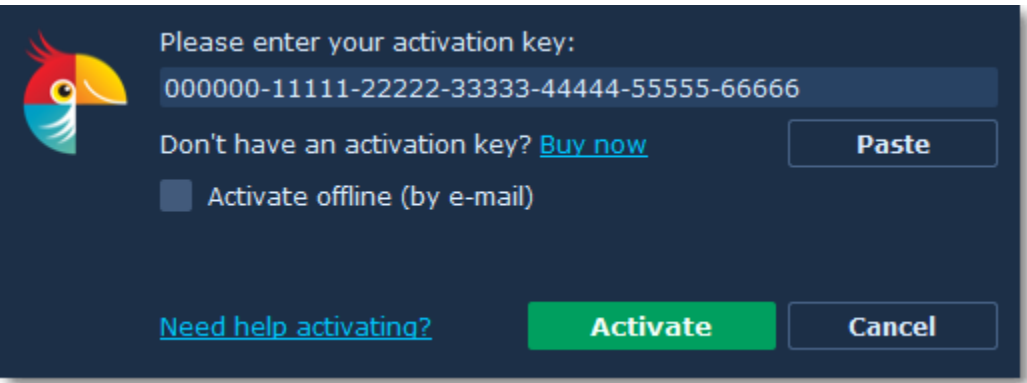 Please enter your activation key:
000000-11111-22222-33333-44444-55555-66666
Don't have an activation key? Buy now
Paste
Activate offline (by e-mail)
Need help activating?
Activate
Cancel